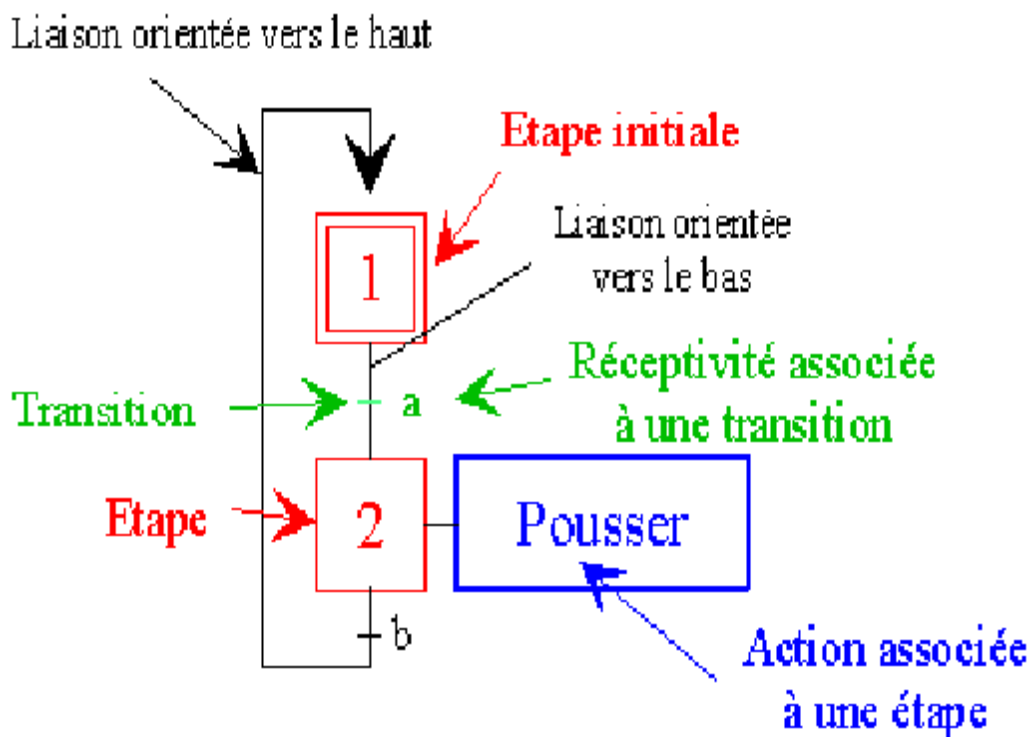 Liaison orientée vers le haut
Etape initiale
Liaison orientée
vers le bas
1
Réceptivité associée
à une transition
Transition
a
Etape
2
Pousser
b
Action associée
à une étape